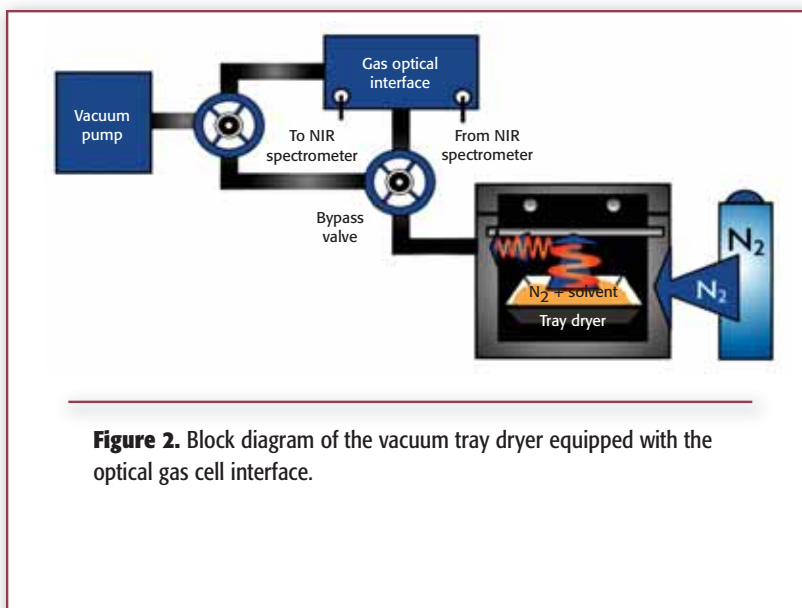 Gas optical
interface
Vacuum
pump
To NIR
spectrometer
From NIR
spectrometer
Bypass
valve
N2
N2
N2 + solvent
Tray dryer
Figure 2. Block diagram of the vacuum tray dryer equipped with the
optical gas cell interface.